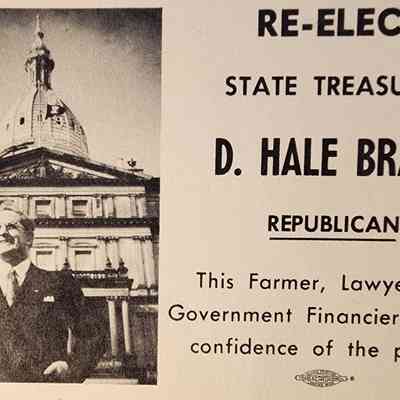 RE-ELEC
STATE TREASU
D. HALE BRA
REPUBLICAN
This Farmer, Lawye
Government Financier
confidence of the p